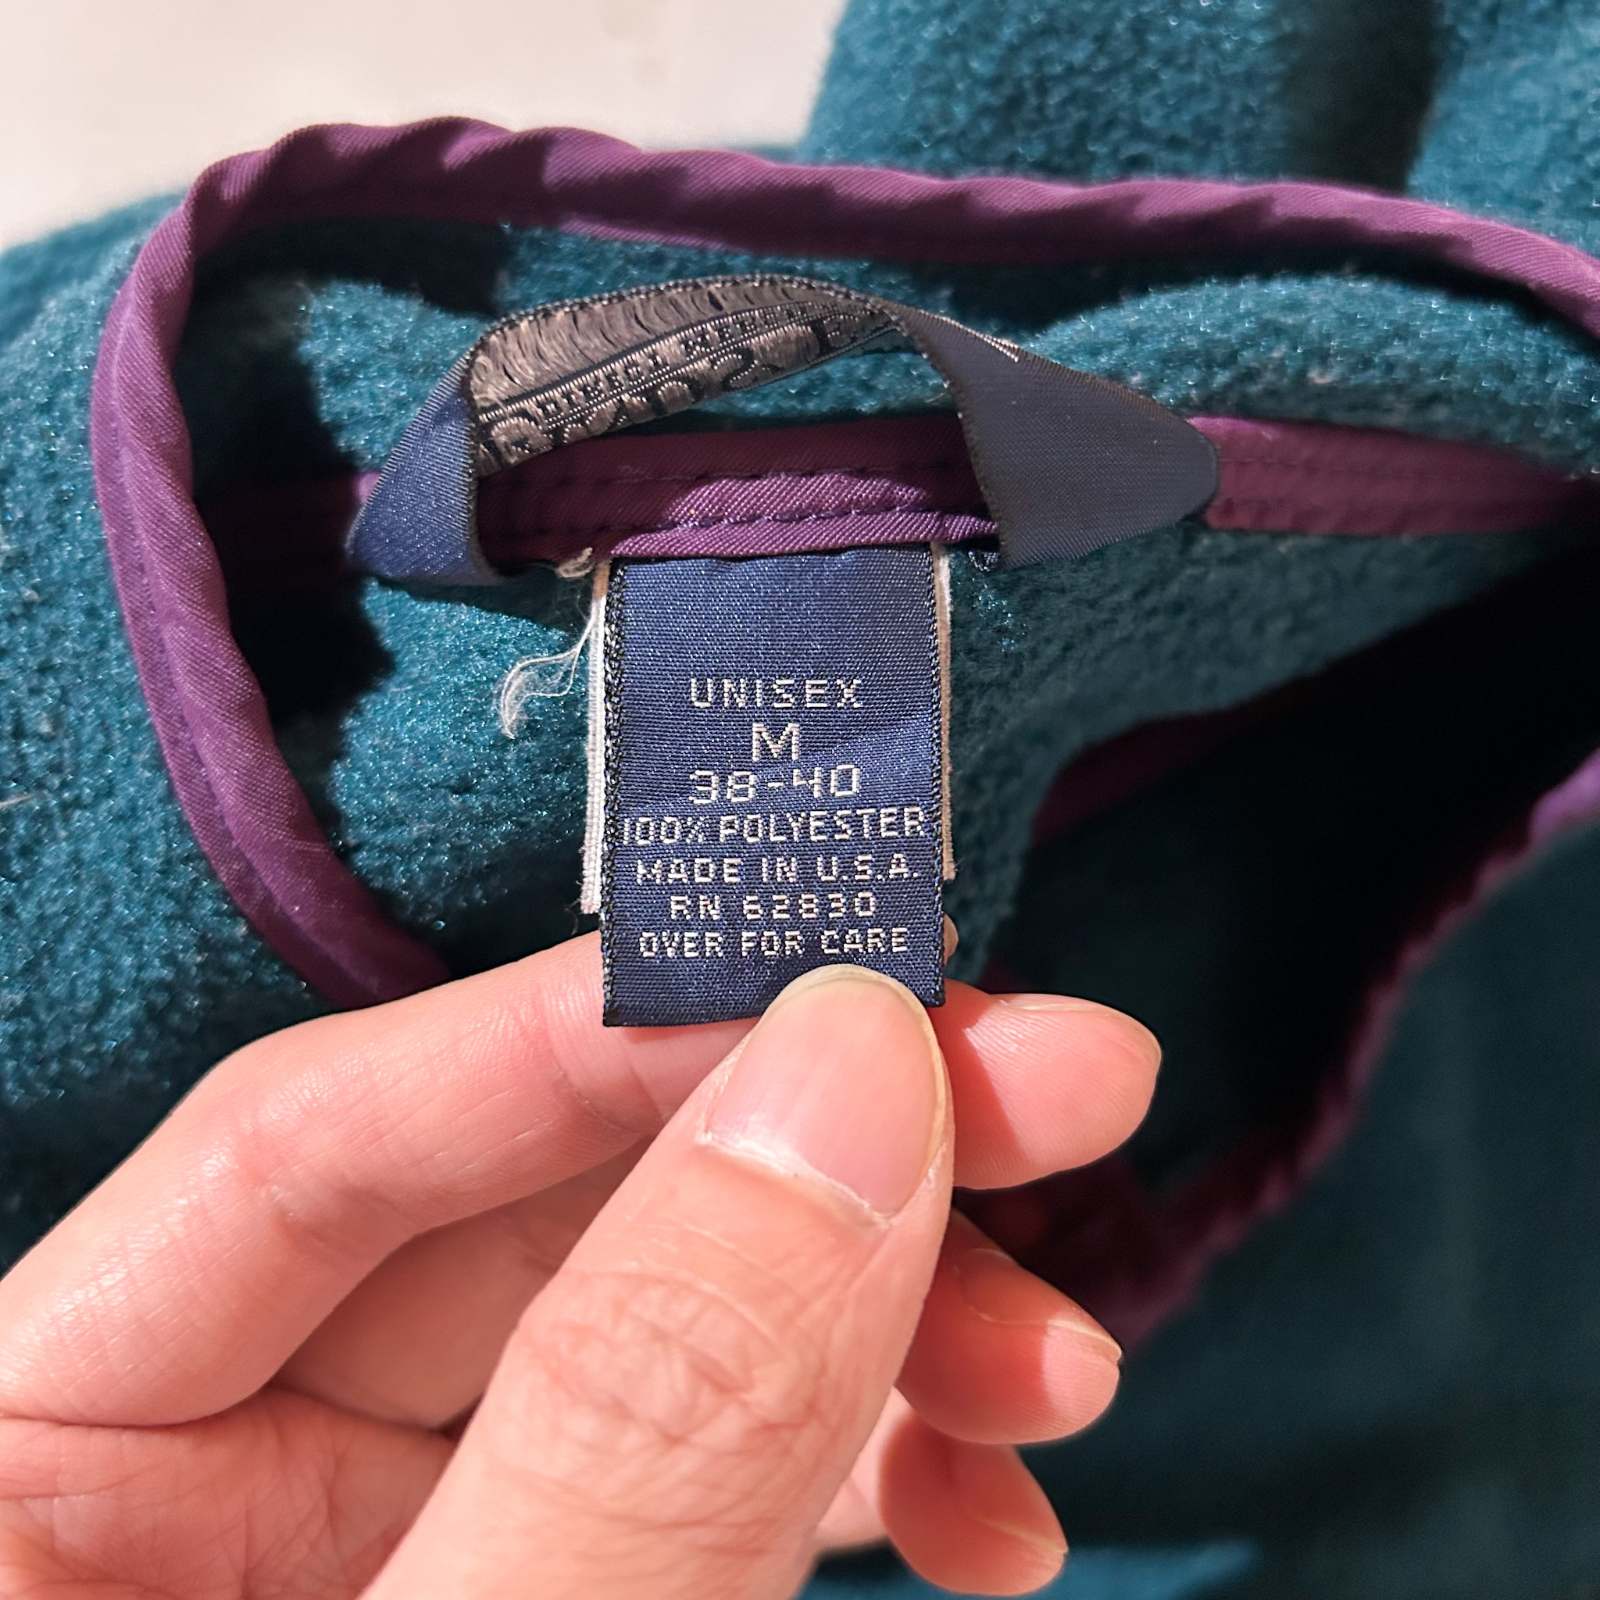 UNISEX
M
38-40
100% POLYESTER
MADE IN U.S.A.
RN 62830
OVER FOR CARE